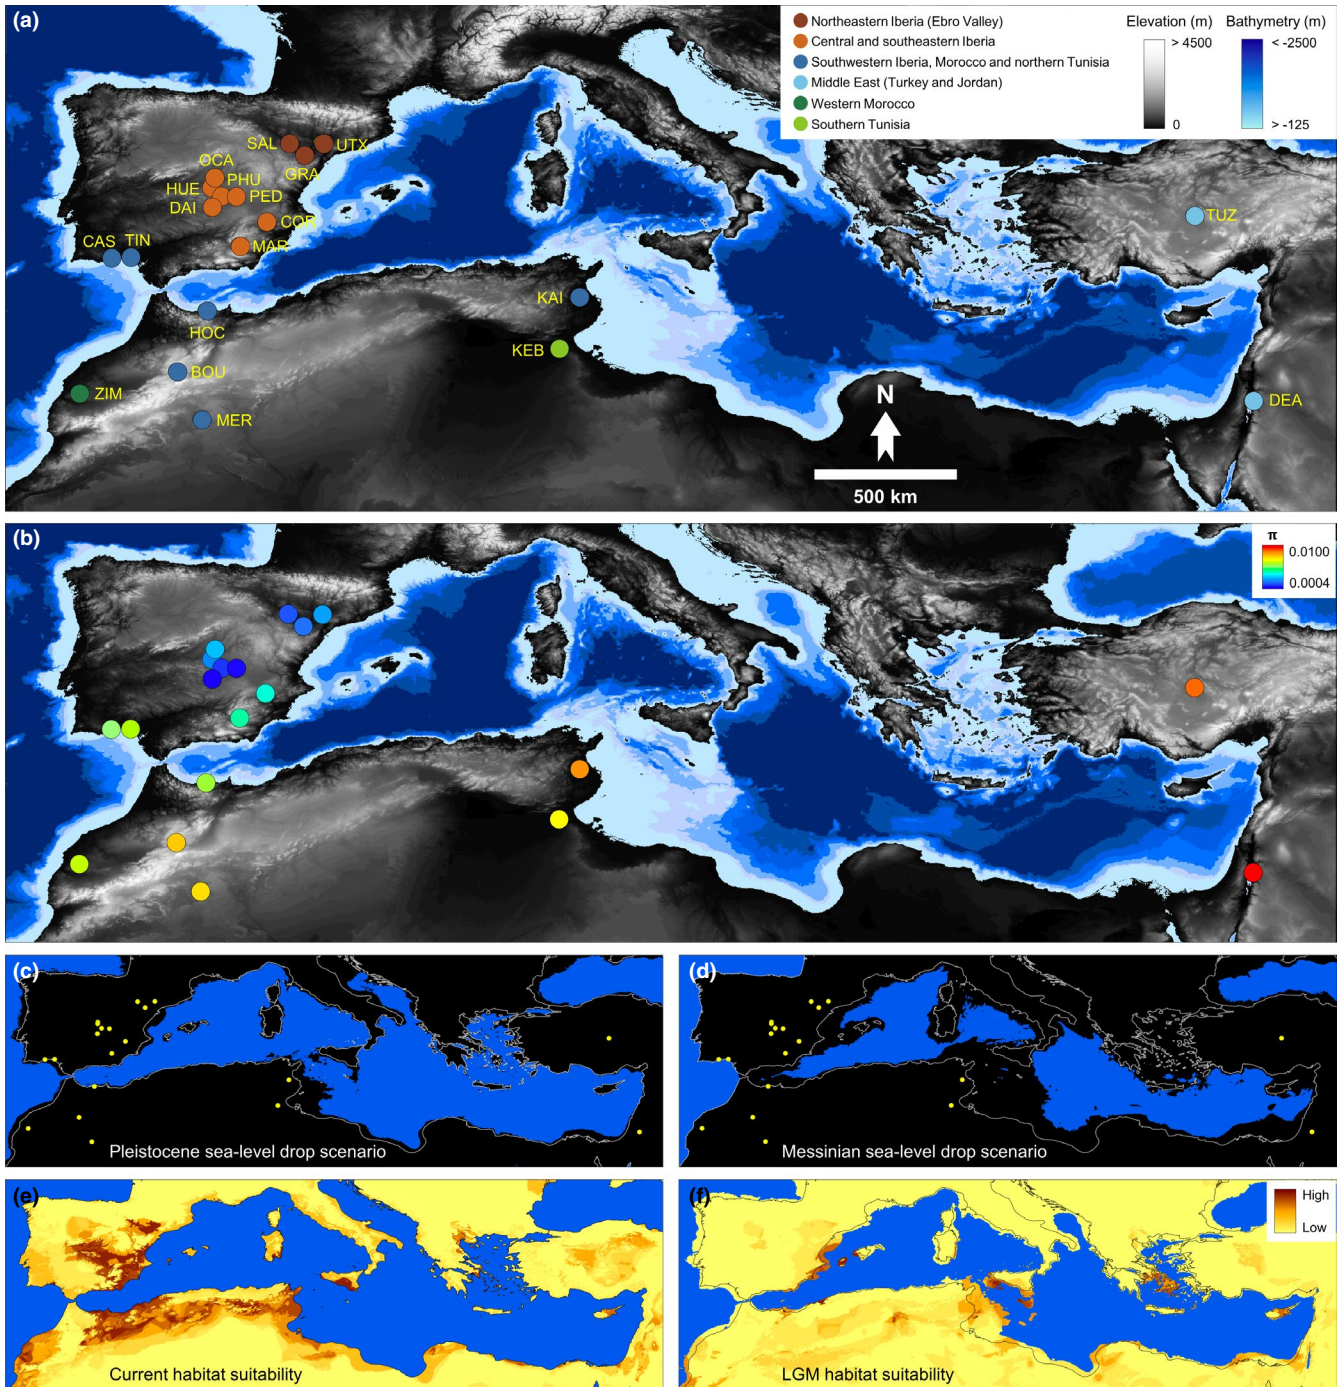 (a)
Northeastern Iberia (Ebro Valley)
Central and southeastern Iberia
Southwestern Iberia, Morocco and northern Tunisia
Middle East (Turkey and Jordan)
Western Morocco
Southern Tunisia
Elevation (m)
> 4500
0
Bathymetry (m)
< -2500
> -125
SAL
UTX
GRA
OCA
HUE
PHU
PED
DAI
COR
MAR
CAS
TIN
HOC
BOU
ZIM
MER
KAI
KEB
TUZ
DEA
N
500 km
(b)
π
0.0100
0.0004
(c)
Pleistocene sea-level drop scenario
(d)
Messinian sea-level drop scenario
(e)
Current habitat suitability
(f)
High
Low
LGM habitat suitability